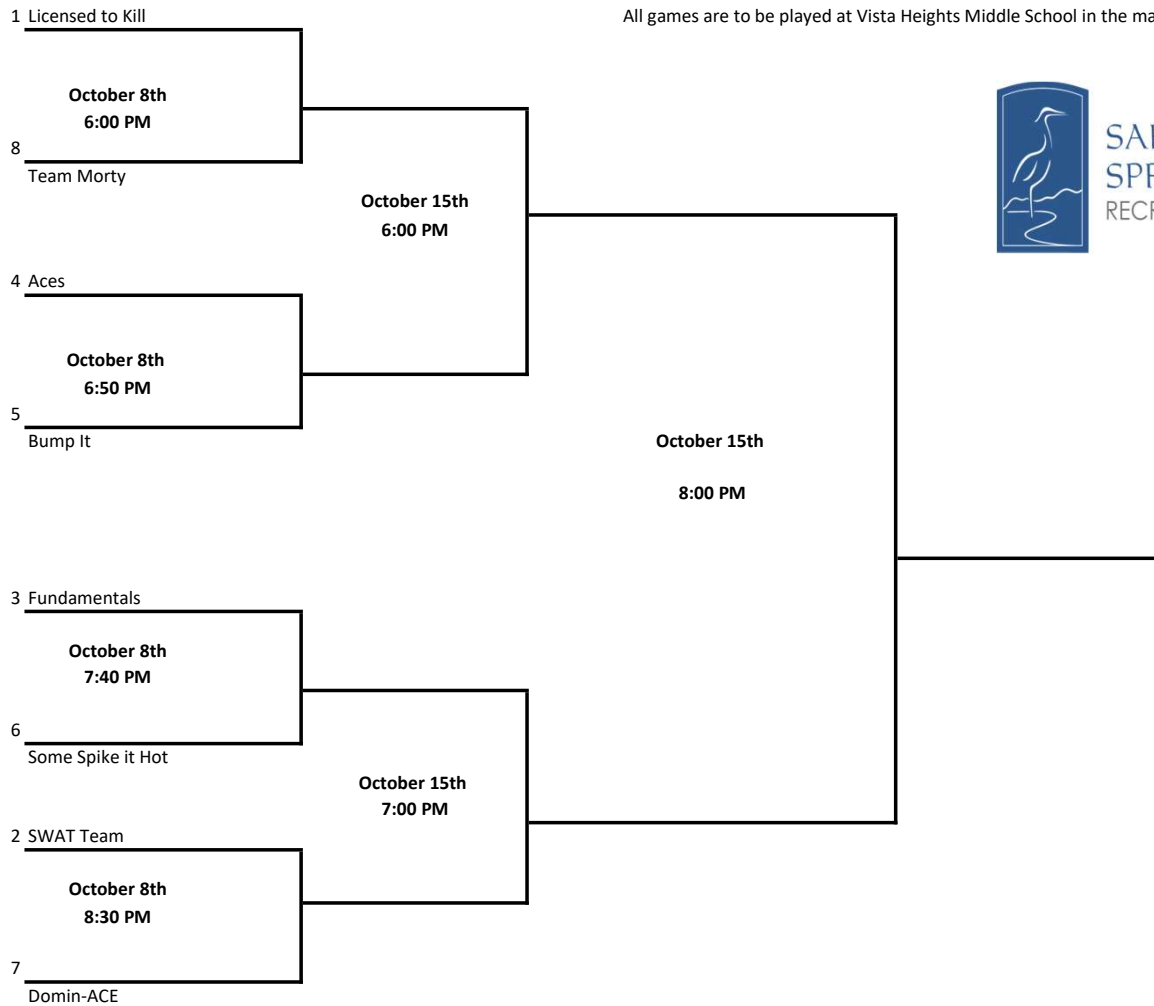 1 Licensed to Kill
All games are to be played at Vista Heights Middle School in the
October 8th
6:00 PM
8
Team Morty
October 15th
6:00 PM
RECR
4 Aces
October 8th
6:50 PM
5
Bump It
October 15th
8:00 PM
3 Fundamentals
October 8th
7:40 PM
6
Some Spike it Hot
October 15th
7:00 PM
2 SWAT Team
October 8th
8:30 PM
7
Domin-ACE